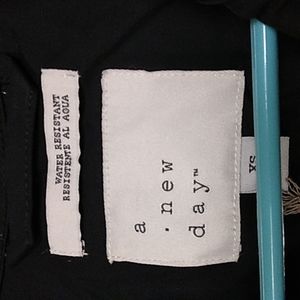 WATER RESISTANT
RESISTENTE AL AGUA
a
· new
day™
XS